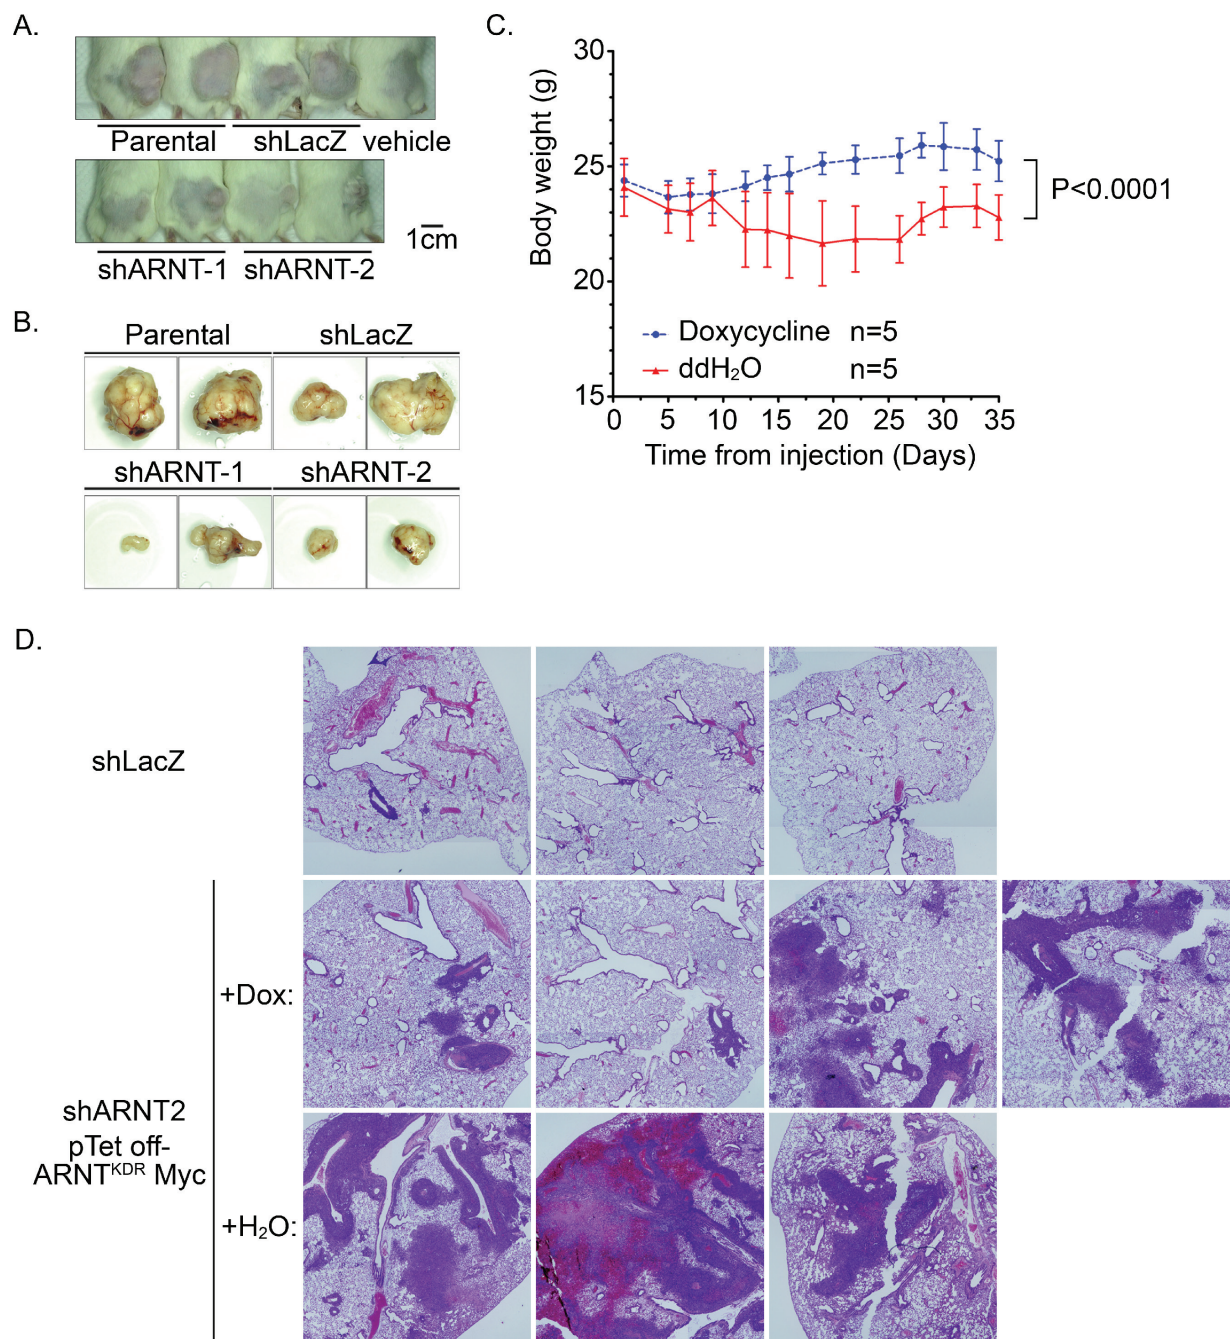 A.
Parental shLacZ vehicle
shARNT-1 shARNT-2
1cm
B.
Parental shLacZ
shARNT-1 shARNT-2
C.
30
25
20
15
Body weight (g)
P<0.0001
Doxycycline n=5
ddH₂O n=5
0 5 10 15 20 25 30 35
Time from injection (Days)
D.
shLacZ
+Dox:
shARNT2
pTet off-
ARNTᴷᴰᴿ Myc
+H₂O: